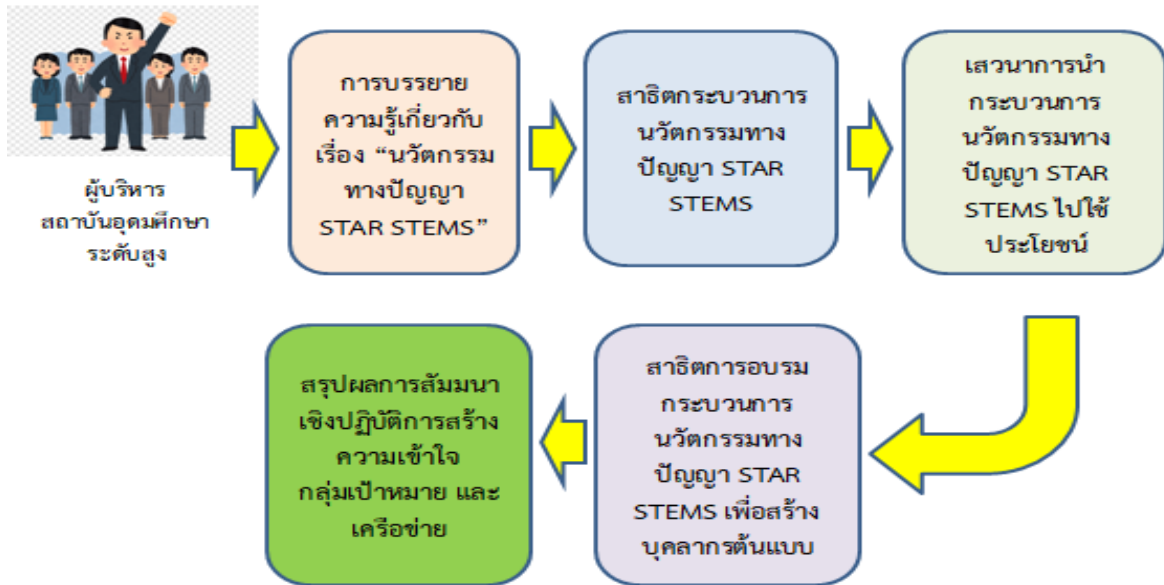 ผู้บริหาร
สถาบันอุดมศึกษา
ระดับสูง
การบรรยาย
ความรู้เกี่ยวกับ
เรื่อง “นวัตกรรม
ทางปัญญา
STAR STEMS”
สาธิตกระบวนการ
นวัตกรรมทาง
ปัญญา STAR
STEMS
เสวนาการนำ
กระบวนการ
นวัตกรรมทาง
ปัญญา STAR
STEMS ไปใช้
ประโยชน์
สาธิตการอบรม
กระบวนการ
นวัตกรรมทาง
ปัญญา STAR
STEMS เพื่อสร้าง
บุคลากรต้นแบบ
สรุปผลการสัมมนา
เชิงปฏิบัติการสร้าง
ความเข้าใจ
กลุ่มเป้าหมาย และ
เครือข่าย